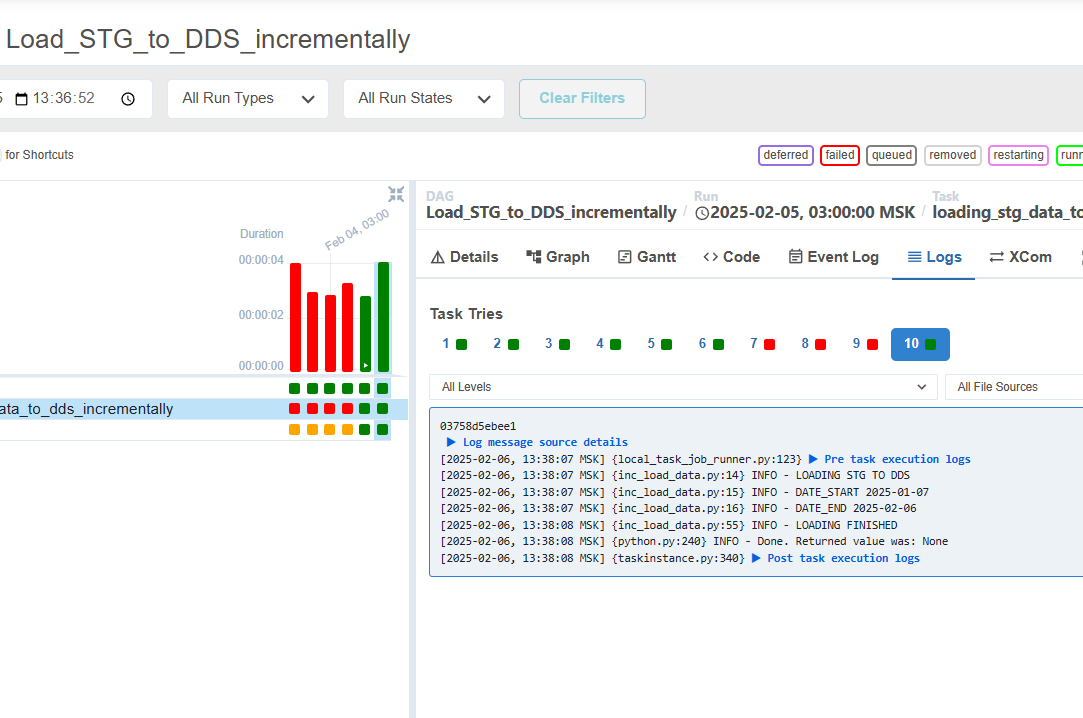 Load_STG_to_DDS_incrementally
13:36:52
All Run Types
All Run States
Clear Filters
for Shortcuts
deferred
failed
queued
removed
restarting
Duration
Feb 04, 03:00
00:00:04
00:00:02
00:00:00
ata_to_dds_incrementally
DAG
Load_STG_to_DDS_incrementally
/
Run
2025-02-05, 03:00:00 MSK
/
Task
loading_stg_data_to
Details
Graph
Gantt
<> Code
Event Log
Logs
XCom
Task Tries
1
2
3
4
5
6
7
8
9
10
All Levels
All File Sources
03758d5ebee1
Log message source details
[2025-02-06, 13:38:07 MSK] {local_task_job_runner.py:123} ▶ Pre task execution logs
[2025-02-06, 13:38:07 MSK] {inc_load_data.py:14} INFO - LOADING STG TO DDS
[2025-02-06, 13:38:07 MSK] {inc_load_data.py:15} INFO - DATE_START 2025-01-07
[2025-02-06, 13:38:07 MSK] {inc_load_data.py:16} INFO - DATE_END 2025-02-06
[2025-02-06, 13:38:08 MSK] {inc_load_data.py:55} INFO - LOADING FINISHED
[2025-02-06, 13:38:08 MSK] {python.py:240} INFO - Done. Returned value was: None
[2025-02-06, 13:38:08 MSK] {taskinstance.py:340} ▶ Post task execution logs